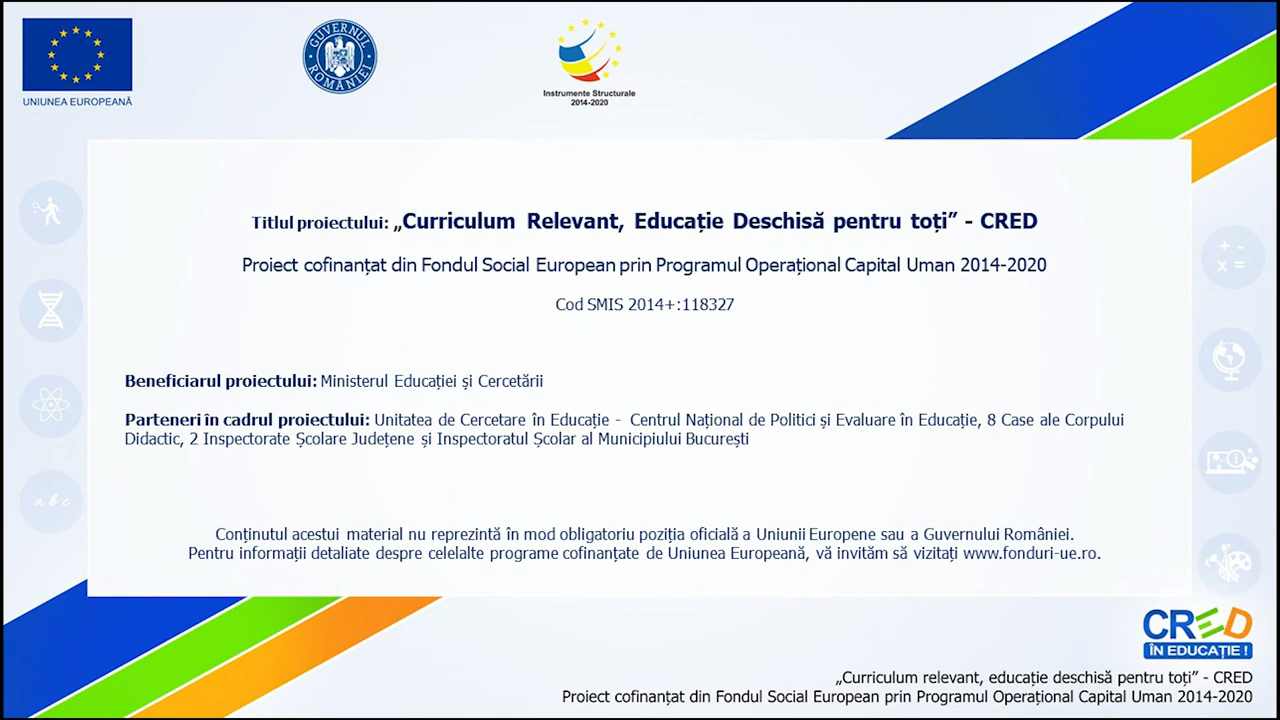 UNIUNEA EUROPEANĂ
GUVERNUL ROMÂNIEI
Instrumente Structurale
2014-2020
Titlul proiectului: „Curriculum Relevant, Educație Deschisă pentru toți” - CRED
Proiect cofinanțat din Fondul Social European prin Programul Operațional Capital Uman 2014-2020
Cod SMIS 2014+:118327
+ -
x =
Beneficiarul proiectului: Ministerul Educației și Cercetării
Parteneri în cadrul proiectului: Unitatea de Cercetare în Educație - Centrul Național de Politici și Evaluare în Educație, 8 Case ale Corpului
Didactic, 2 Inspectorate Școlare Județene și Inspectoratul Școlar al Municipiului București
a b c
Conținutul acestui material nu reprezintă în mod obligatoriu poziția oficială a Uniunii Europene sau a Guvernului României.
Pentru informații detaliate despre celelalte programe cofinanțate de Uniunea Europeană, vă invităm să vizitați www.fonduri-ue.ro.
CRED
ÎN EDUCAȚIE !
„Curriculum relevant, educație deschisă pentru toți” - CRED
Proiect cofinanțat din Fondul Social European prin Programul Operațional Capital Uman 2014-2020